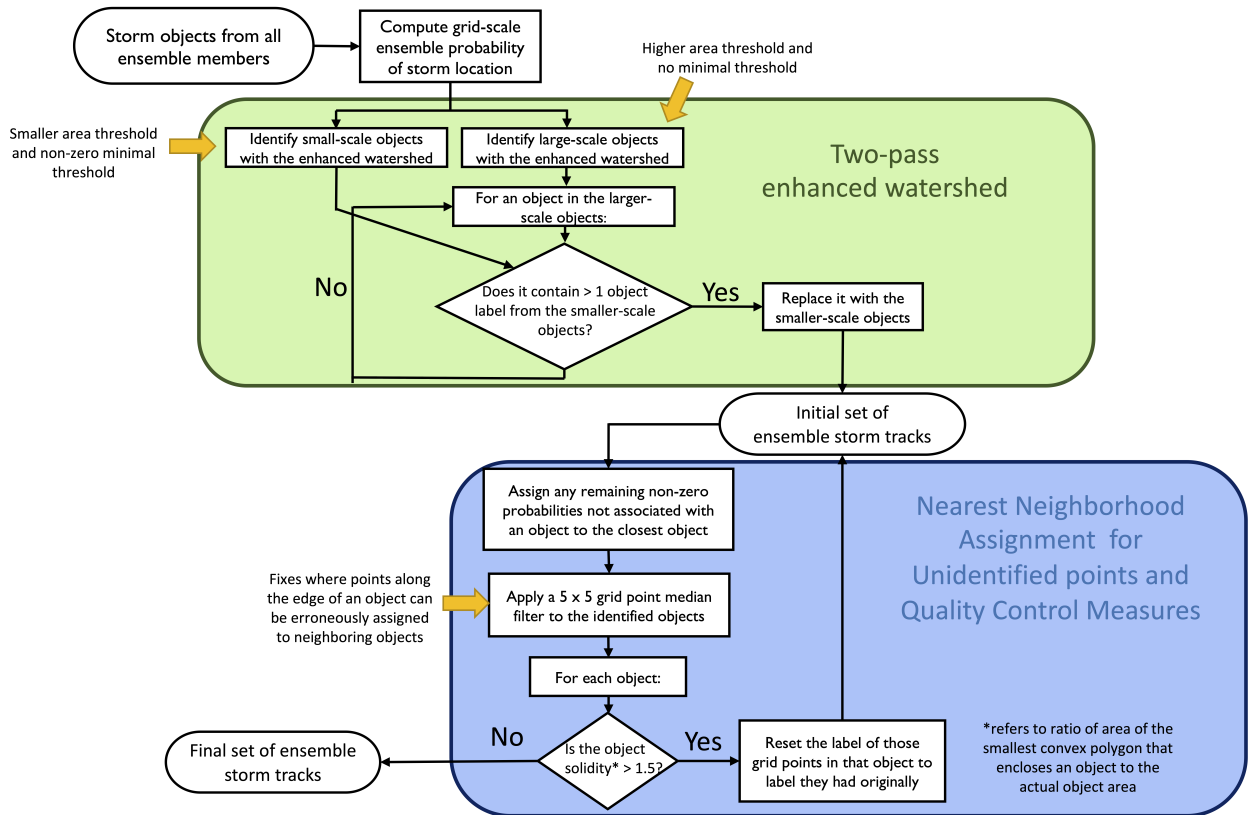 Storm objects from all
ensemble members
Compute grid-scale
ensemble probability
of storm location
Higher area threshold and
no minimal threshold
Smaller area threshold
and non-zero minimal
threshold
Identify small-scale objects
with the enhanced watershed
Identify large-scale objects
with the enhanced watershed
Two-pass
enhanced watershed
For an object in the larger-
scale objects:
No
Does it contain > 1 object
label from the smaller-scale
objects?
Yes
Replace it with the
smaller-scale objects
Initial set of
ensemble storm tracks
Assign any remaining non-zero
probabilities not associated with
an object to the closest object
Nearest Neighborhood
Assignment for
Unidentified points and
Quality Control Measures
Fixes where points along
the edge of an object can
be erroneously assigned
to neighboring objects
Apply a 5 x 5 grid point median
filter to the identified objects
For each object:
Final set of ensemble
storm tracks
No
Is the object
solidity* > 1.5?
Yes
Reset the label of those
grid points in that object to
label they had originally
*refers to ratio of area of the
smallest convex polygon that
encloses an object to the
actual object area